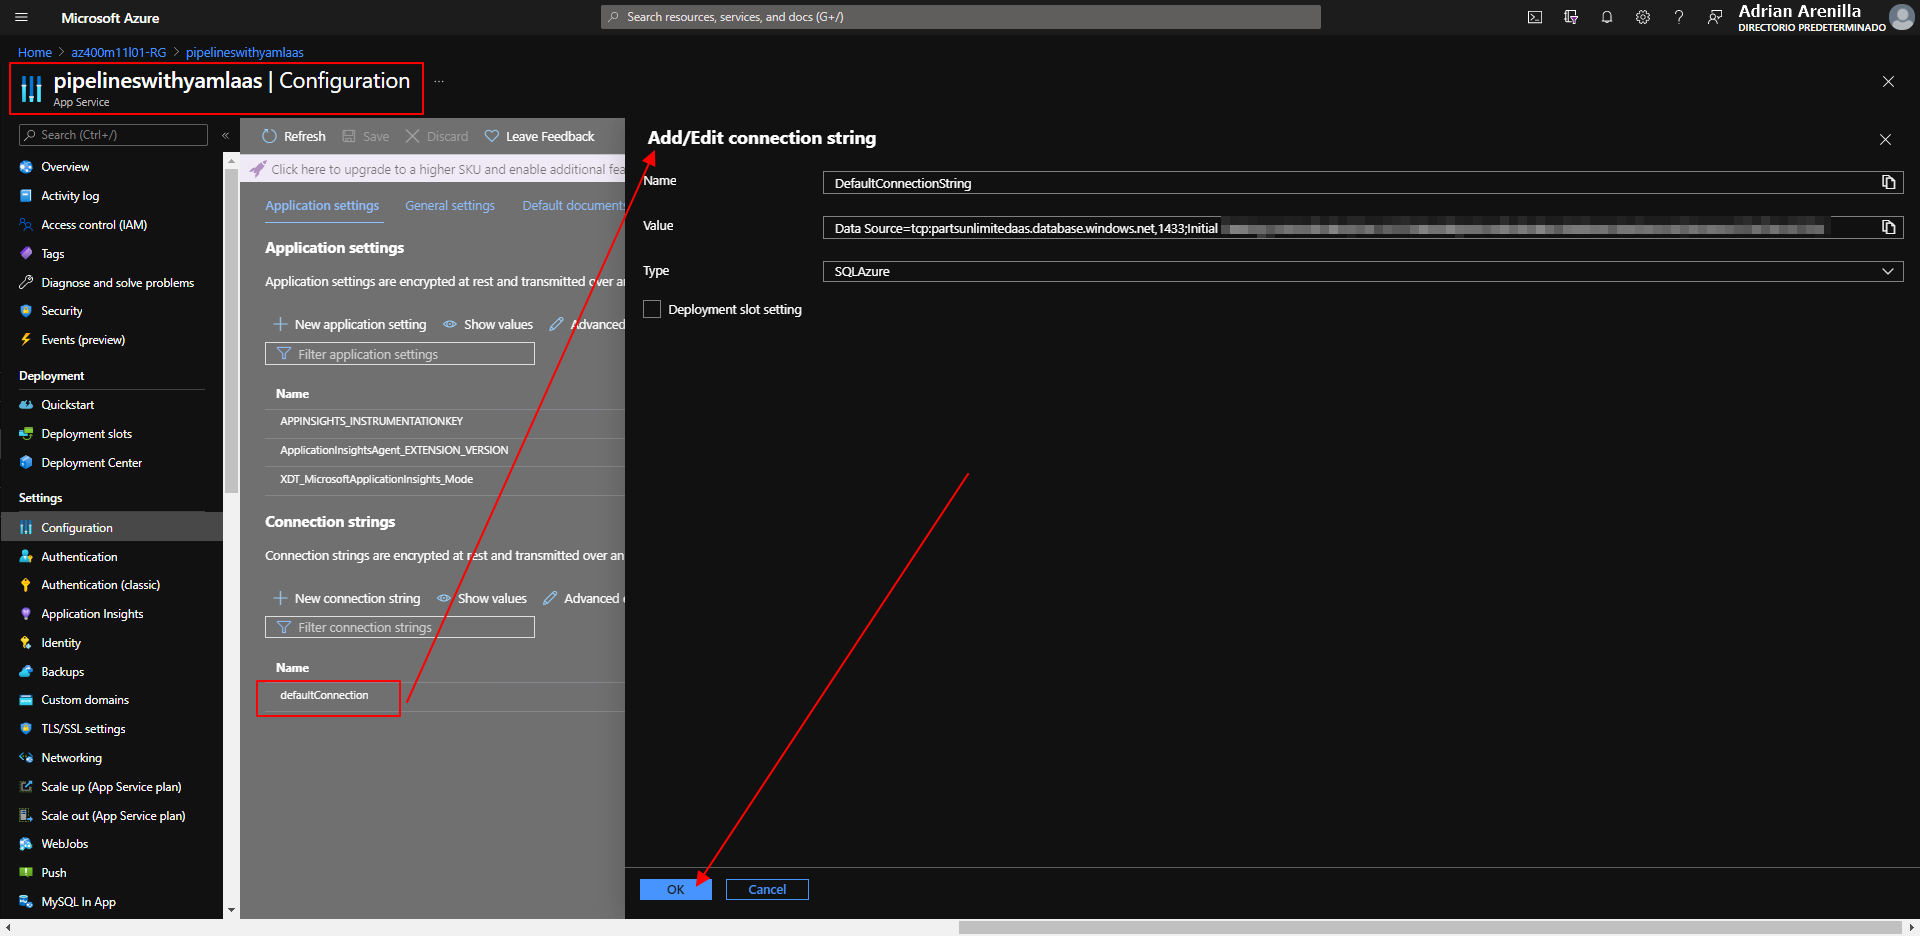 Microsoft Azure
Search resources, services, and docs (G+/)
Adrian Arenilla
DIRECTORIO PREDETERMINADO
Home > az400m11l01-RG > pipelineswithyamlaas
pipelineswithyamlaas | Configuration ...
App Service
Search (Ctrl+/) «
Overview
Activity log
Access control (IAM)
Tags
Diagnose and solve problems
Security
Events (preview)
Deployment
Quickstart
Deployment slots
Deployment Center
Settings
Configuration
Authentication
Authentication (classic)
Application Insights
Identity
Backups
Custom domains
TLS/SSL settings
Networking
Scale up (App Service plan)
Scale out (App Service plan)
WebJobs
Push
MySQL In App
Refresh Save Discard Leave Feedback
Click here to upgrade to a higher SKU and enable additional fea
Application settings General settings Default documents
Application settings
Application settings are encrypted at rest and transmitted over an
New application setting Show values Advanced
Filter application settings
Name
APPINSIGHTS_INSTRUMENTATIONKEY
ApplicationInsightsAgent_EXTENSION_VERSION
XDT_MicrosoftApplicationInsights_Mode
Connection strings
Connection strings are encrypted at rest and transmitted over an
New connection string Show values Advanced
Filter connection strings
Name
defaultConnection
Add/Edit connection string
Name DefaultConnectionString
Value Data Source=tcp:partsunlimitedaas.database.windows.net,1433;Initial
Type SQLAzure
Deployment slot setting
OK Cancel